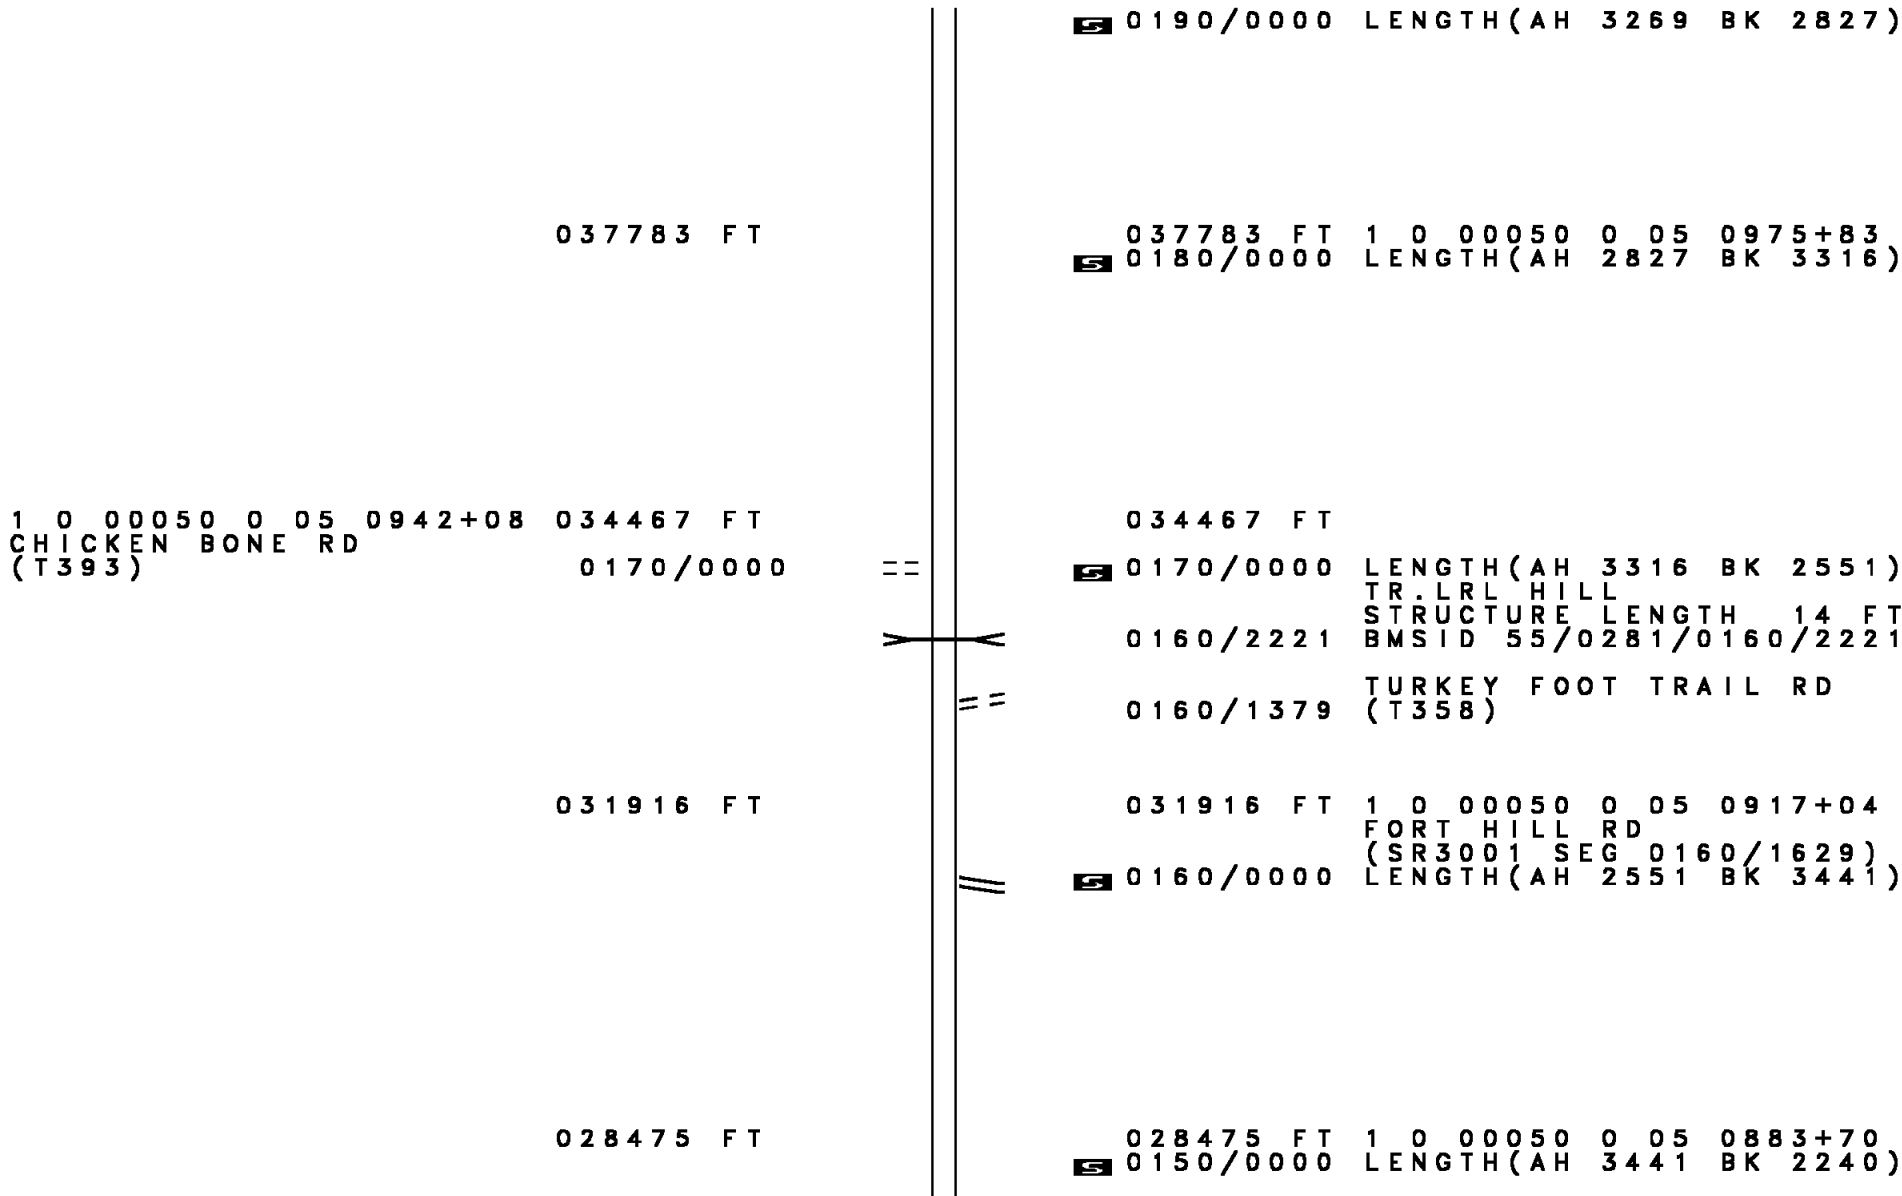 0190/0000 LENGTH(AH 3269 BK 2827)
037783 FT 037783 FT 1 0 00050 0 05 0975+83
0180/0000 LENGTH(AH 2827 BK 3316)
1 0 00050 0 05 0942+08 034467 FT 034467 FT
CHICKEN BONE RD
(T393) 0170/0000 0170/0000 LENGTH(AH 3316 BK 2551)
TR.LRL HILL
STRUCTURE LENGTH 14 FT
0160/2221 BMSID 55/0281/0160/2221
TURKEY FOOT TRAIL RD
0160/1379 (T358)
031916 FT 031916 FT 1 0 00050 0 05 0917+04
FORT HILL RD
(SR3001 SEG 0160/1629)
0160/0000 LENGTH(AH 2551 BK 3441)
028475 FT 028475 FT 1 0 00050 0 05 0883+70
0150/0000 LENGTH(AH 3441 BK 2240)